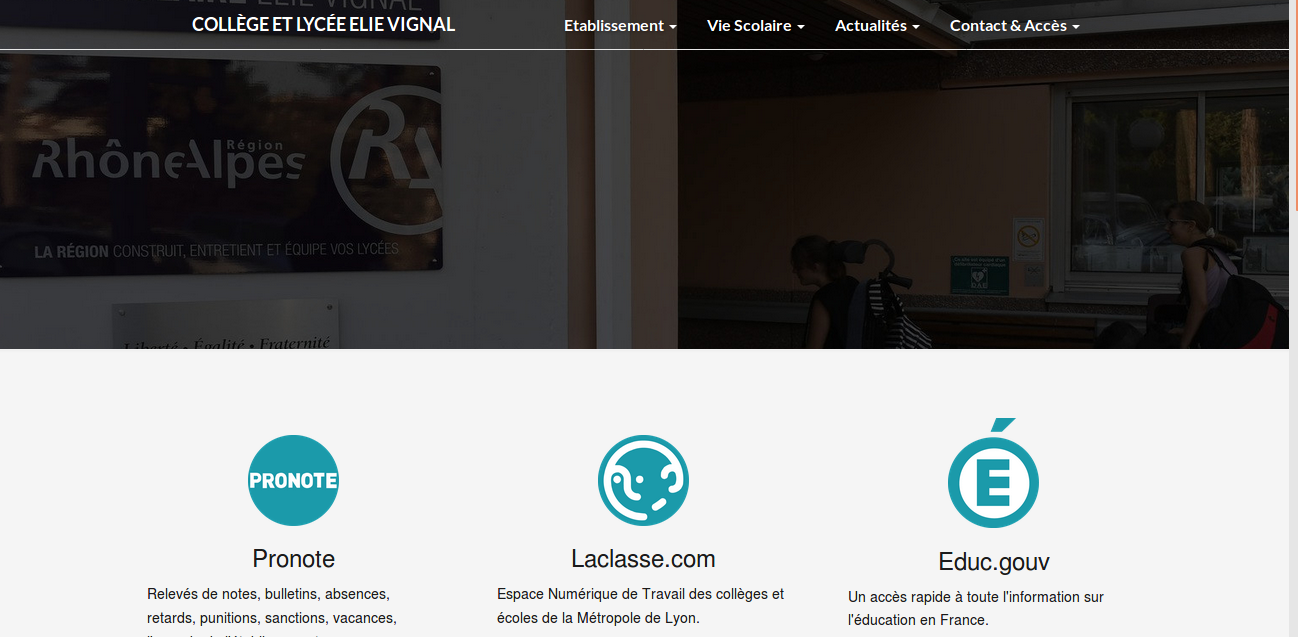 ELIE VIGNAL
COLLÈGE ET LYCÉE ELIE VIGNAL
Etablissement
Vie Scolaire
Actualités
Contact & Accès
Région
RhôneAlpes
RA
LA RÉGION CONSTRUIT, ENTRETIENT ET ÉQUIPE VOS LYCÉES
Liberté • Égalité • Fraternité
DAE
PRONOTE
E
Pronote
Relevés de notes, bulletins, absences,
retards, punitions, sanctions, vacances,
Laclasse.com
Espace Numérique de Travail des collèges et
écoles de la Métropole de Lyon.
Educ.gouv
Un accès rapide à toute l'information sur
l'éducation en France.